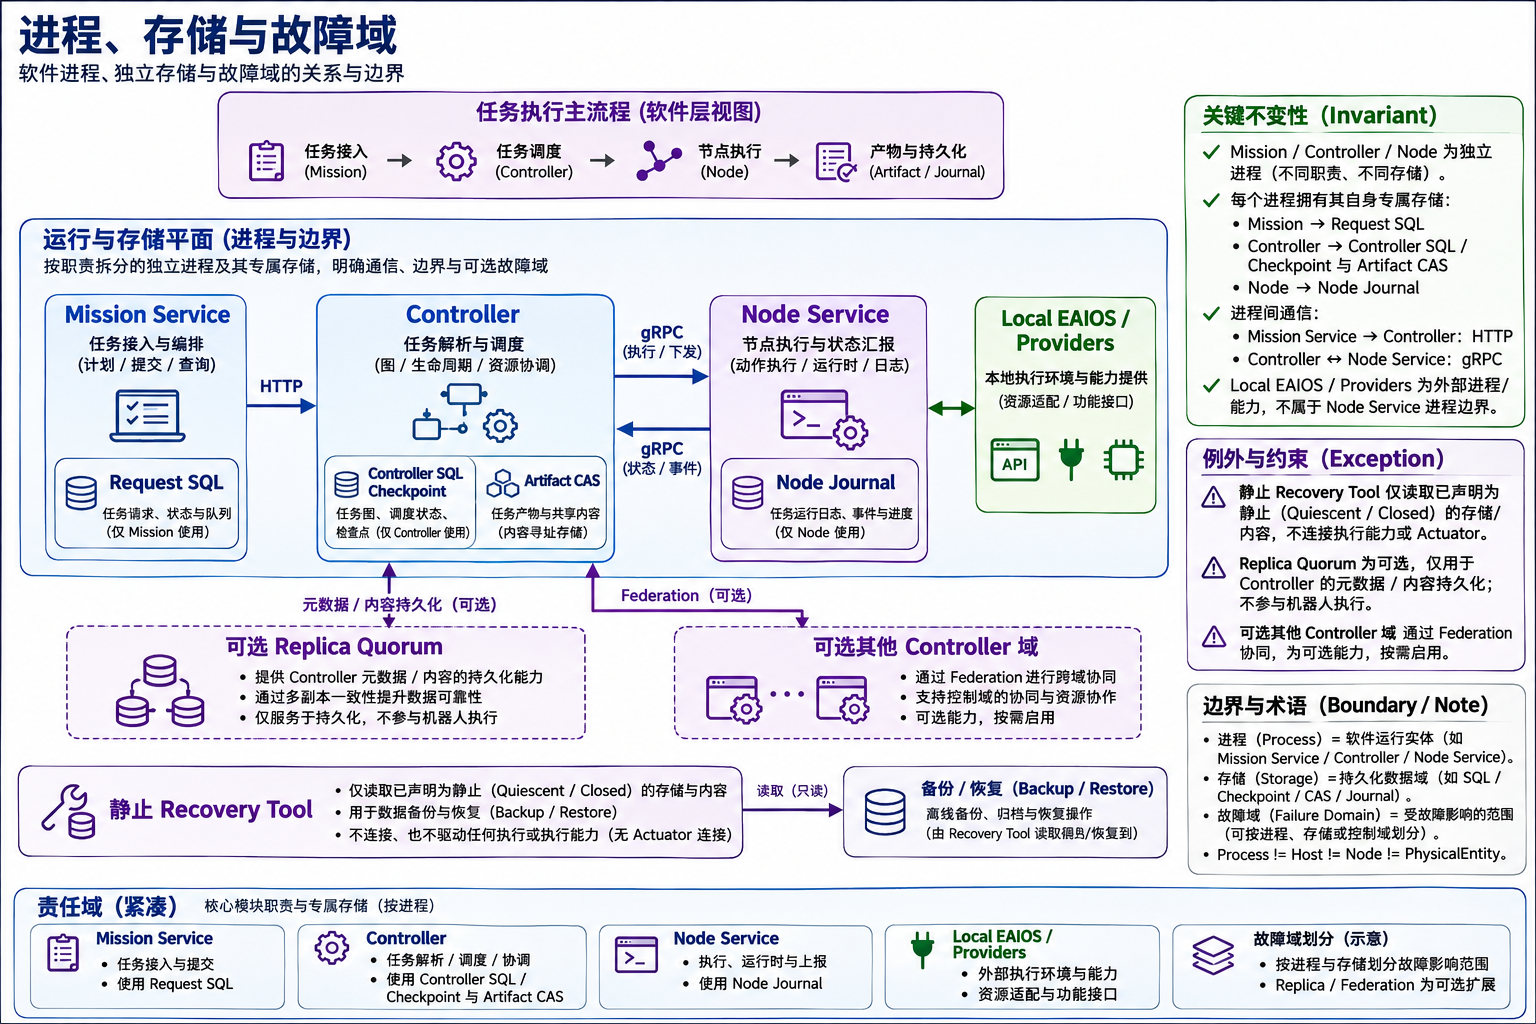 进程、存储与故障域
软件进程、独立存储与故障域的关系与边界
任务执行主流程 (软件层视图)
任务接入
(Mission)
任务调度
(Controller)
节点执行
(Node)
产物与持久化
(Artifact / Journal)
运行与存储平面 (进程与边界)
按职责拆分的独立进程及其专属存储，明确通信、边界与可选故障域
Mission Service
任务接入与编排
(计划 / 提交 / 查询)
Request SQL
任务请求、状态与队列
(仅 Mission 使用)
HTTP
Controller
任务解析与调度
(图 / 生命周期 / 资源协调)
Controller SQL
Checkpoint
任务图、调度状态、
检查点（仅 Controller 使用)
Artifact CAS
任务产物与共享内容
(内容寻址存储)
gRPC
(执行 / 下发)
gRPC
(状态 / 事件)
Node Service
节点执行与状态汇报
(动作执行 / 运行时 / 日志)
Node Journal
任务运行日志、事件与进度
(仅 Node 使用)
Local EAIOS /
Providers
本地执行环境与能力提供
(资源适配 / 功能接口)
API
元数据 / 内容持久化（可选）
Federation（可选）
可选 Replica Quorum
• 提供 Controller 元数据 / 内容的持久化能力
• 通过多副本一致性提升数据可靠性
• 仅服务于持久化，不参与机器人执行
可选其他 Controller 域
• 通过 Federation 进行跨域协同
• 支持控制域的协同与资源协作
• 可选能力，按需启用
静止 Recovery Tool
• 仅读取已声明为静止（Quiescent / Closed）的存储与内容
• 用于数据备份与恢复（Backup / Restore）
• 不连接、也不驱动任何执行或执行能力（无 Actuator 连接)
读取（只读）
备份 / 恢复（Backup / Restore)
离线备份、归档与恢复操作
（由 Recovery Tool 读取/恢复到）
关键不变性（Invariant）
Mission / Controller / Node 为独立
进程（不同职责、不同存储）。
每个进程拥有其自身专属存储：
• Mission → Request SQL
• Controller → Controller SQL /
Checkpoint 与 Artifact CAS
• Node → Node Journal
进程间通信：
• Mission Service → Controller： HTTP
• Controller ↔ Node Service： gRPC
Local EAIOS / Providers 为外部进程/
能力，不属于 Node Service 进程边界。
例外与约束（Exception）
静止 Recovery Tool 仅读取已声明为
静止（Quiescent / Closed）的存储/
内容，不连接执行能力或 Actuator。
Replica Quorum 为可选，仅用于
Controller 的元数据 / 内容持久化；
不参与机器人执行。
可选其他 Controller 域 通过 Federation
协同，为可选能力，按需启用。
边界与术语（Boundary / Note）
• 进程（Process）= 软件运行实体（如
Mission Service / Controller / Node Service)。
• 存储（Storage）=持久化数据域（如 SQL /
Checkpoint / CAS / Journal）。
• 故障域（Failure Domain）= 受故障影响的范围
（可按进程、存储或控制域划分）。
• Process != Host != Node != PhysicalEntity。
责任域（紧凑） 核心模块职责与专属存储（按进程）
Mission Service
• 任务接入与提交
• 使用 Request SQL
Controller
• 任务解析 / 调度 / 协调
• 使用 Controller SQL /
Checkpoint 与 Artifact CAS
Node Service
• 执行、运行时与上报
• 使用 Node Journal
Local EAIOS /
Providers
• 外部执行环境与能力
• 资源适配与功能接口
故障域划分（示意）
• 按进程与存储划分故障影响范围
• Replica / Federation 为可选扩展